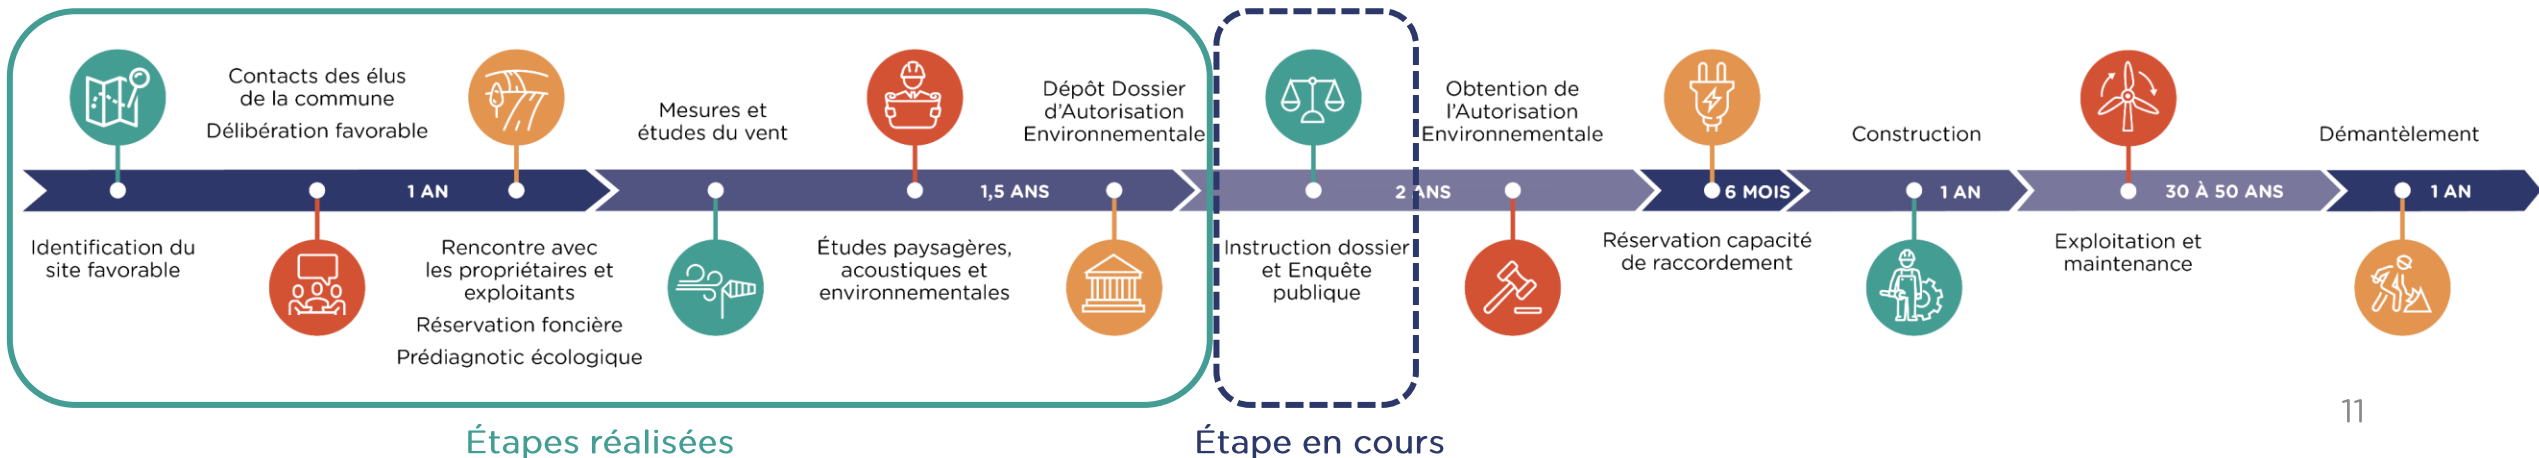 Identification du
site favorable
Contacts des élus
de la commune
Délibération favorable
1 AN
Rencontre avec
les propriétaires et
exploitants
Réservation foncière
Prédiagnotic écologique
Mesures et
études du vent
Études paysagères,
acoustiques et
environnementales
1,5 ANS
Dépôt Dossier
d'Autorisation
Environnementale
Instruction dossier
et Enquête
publique
2 ANS
Obtention de
l'Autorisation
Environnementale
Réservation capacité
de raccordement
6 MOIS
Construction
1 AN
Exploitation et
maintenance
30 À 50 ANS
Démantèlement
1 AN
Étapes réalisées
Étape en cours
11